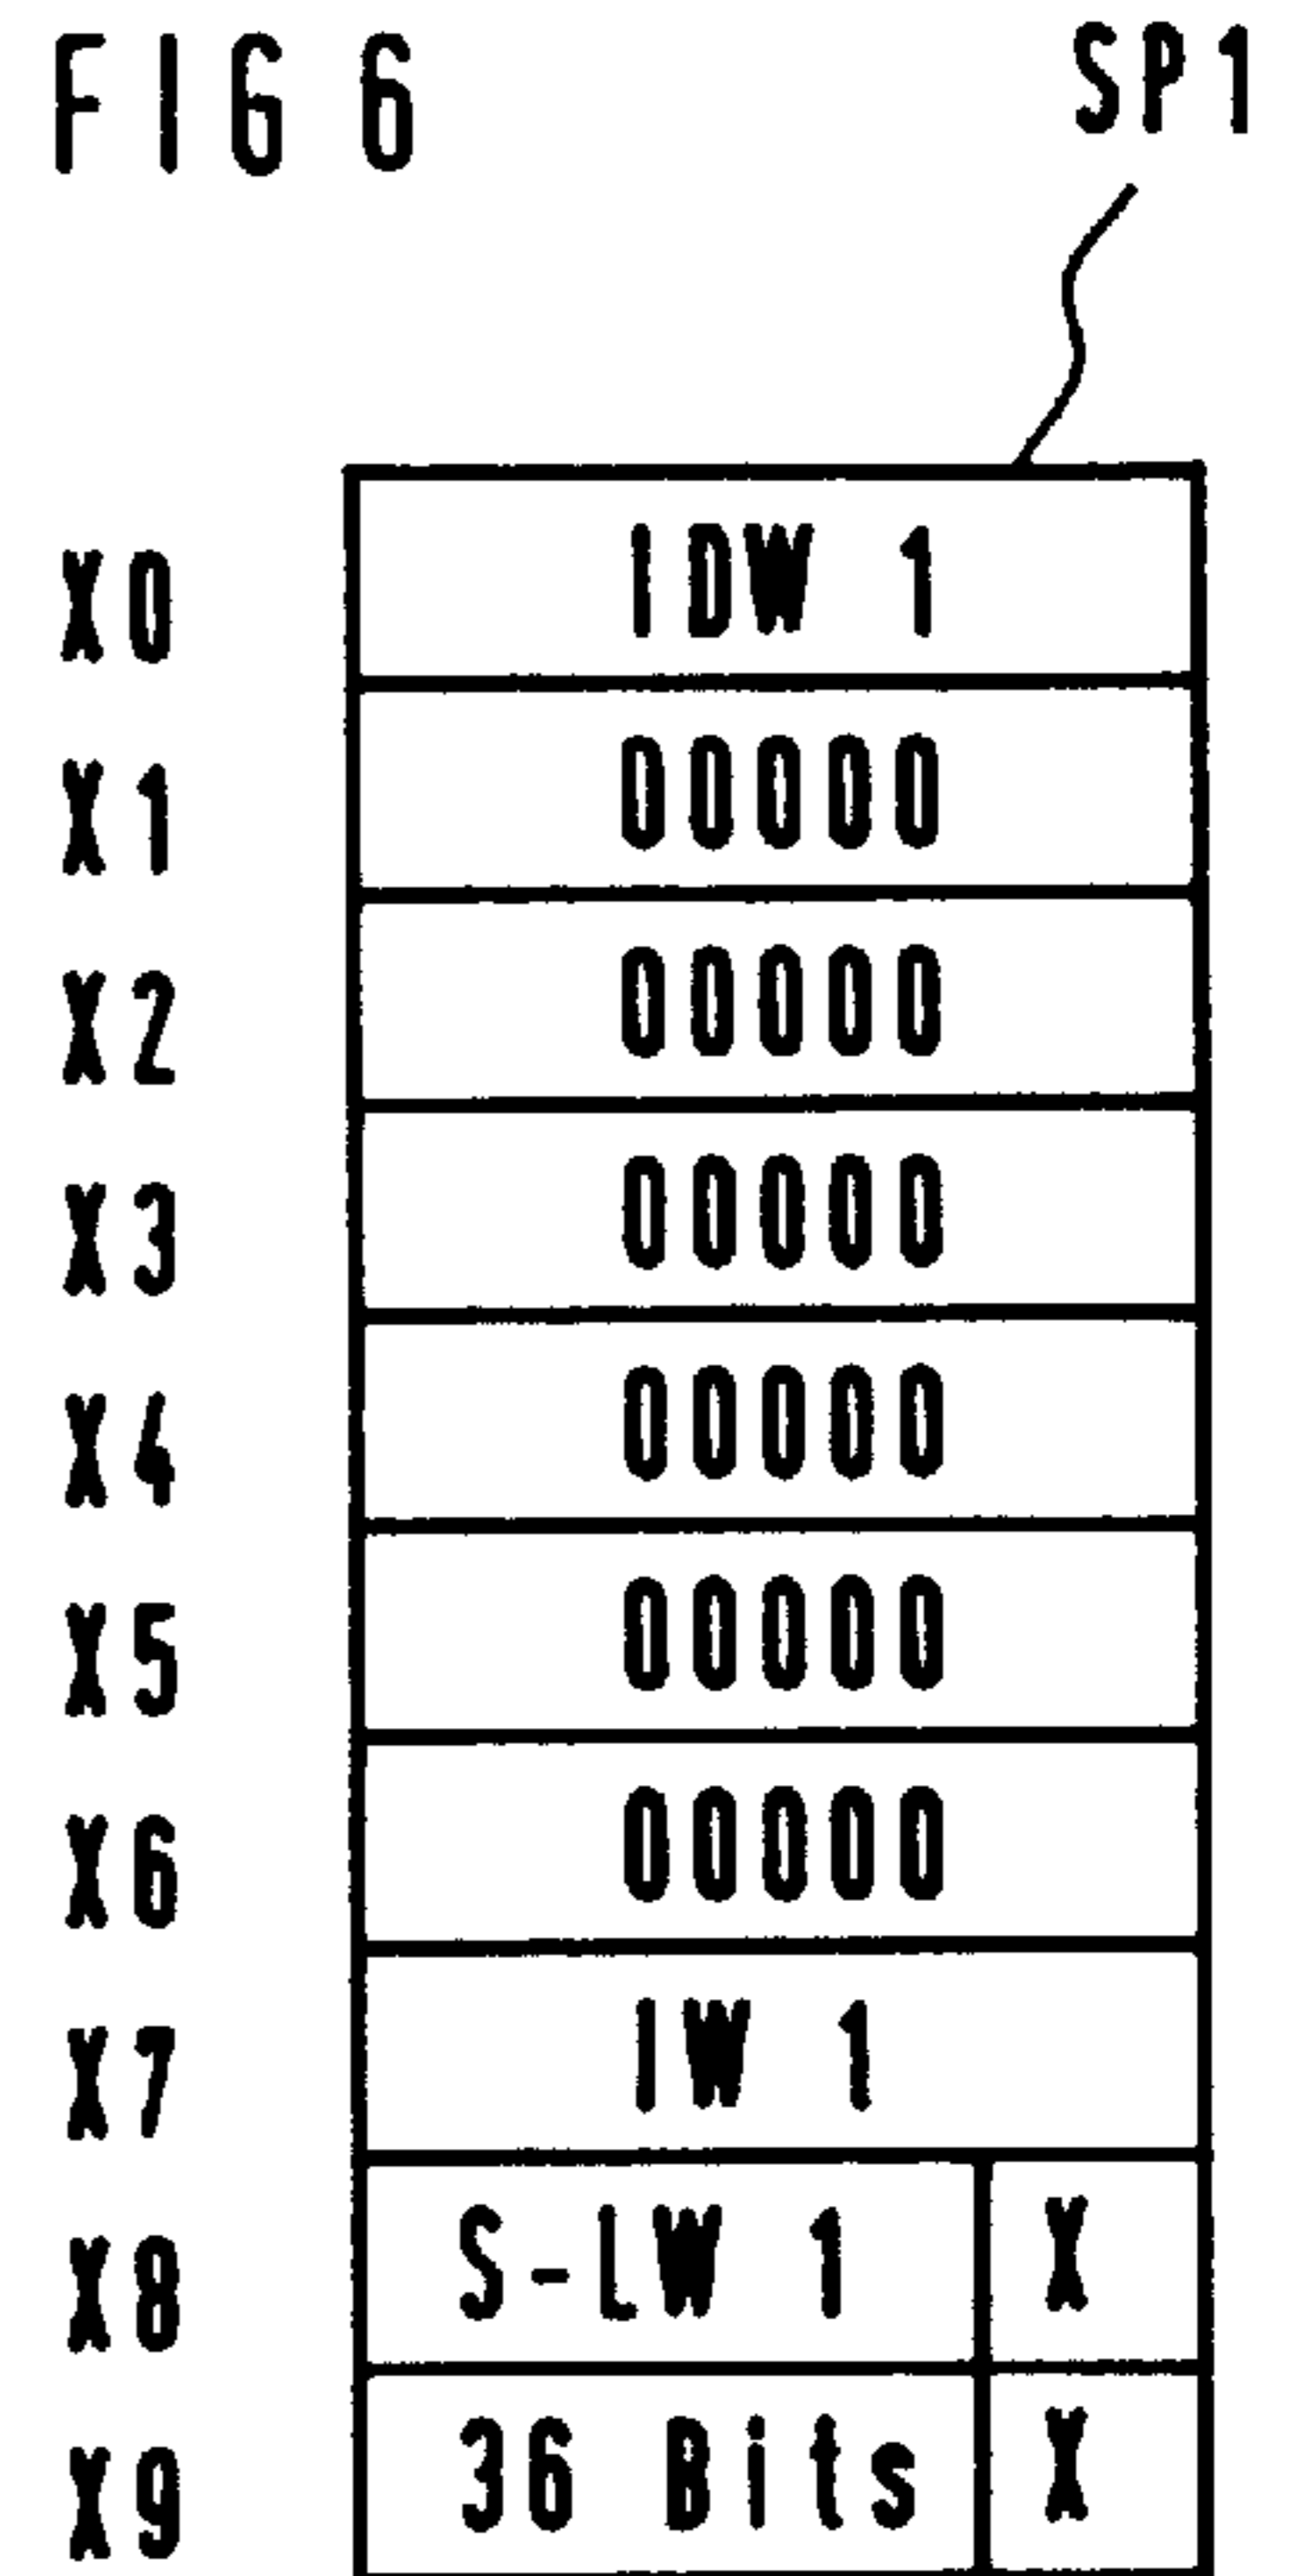 FIG 6 SP1
X0 IDW 1
X1 00000
X2 00000
X3 00000
X4 00000
X5 00000
X6 00000
X7 IW 1
X8 S-LW 1 X
X9 36 Bits X